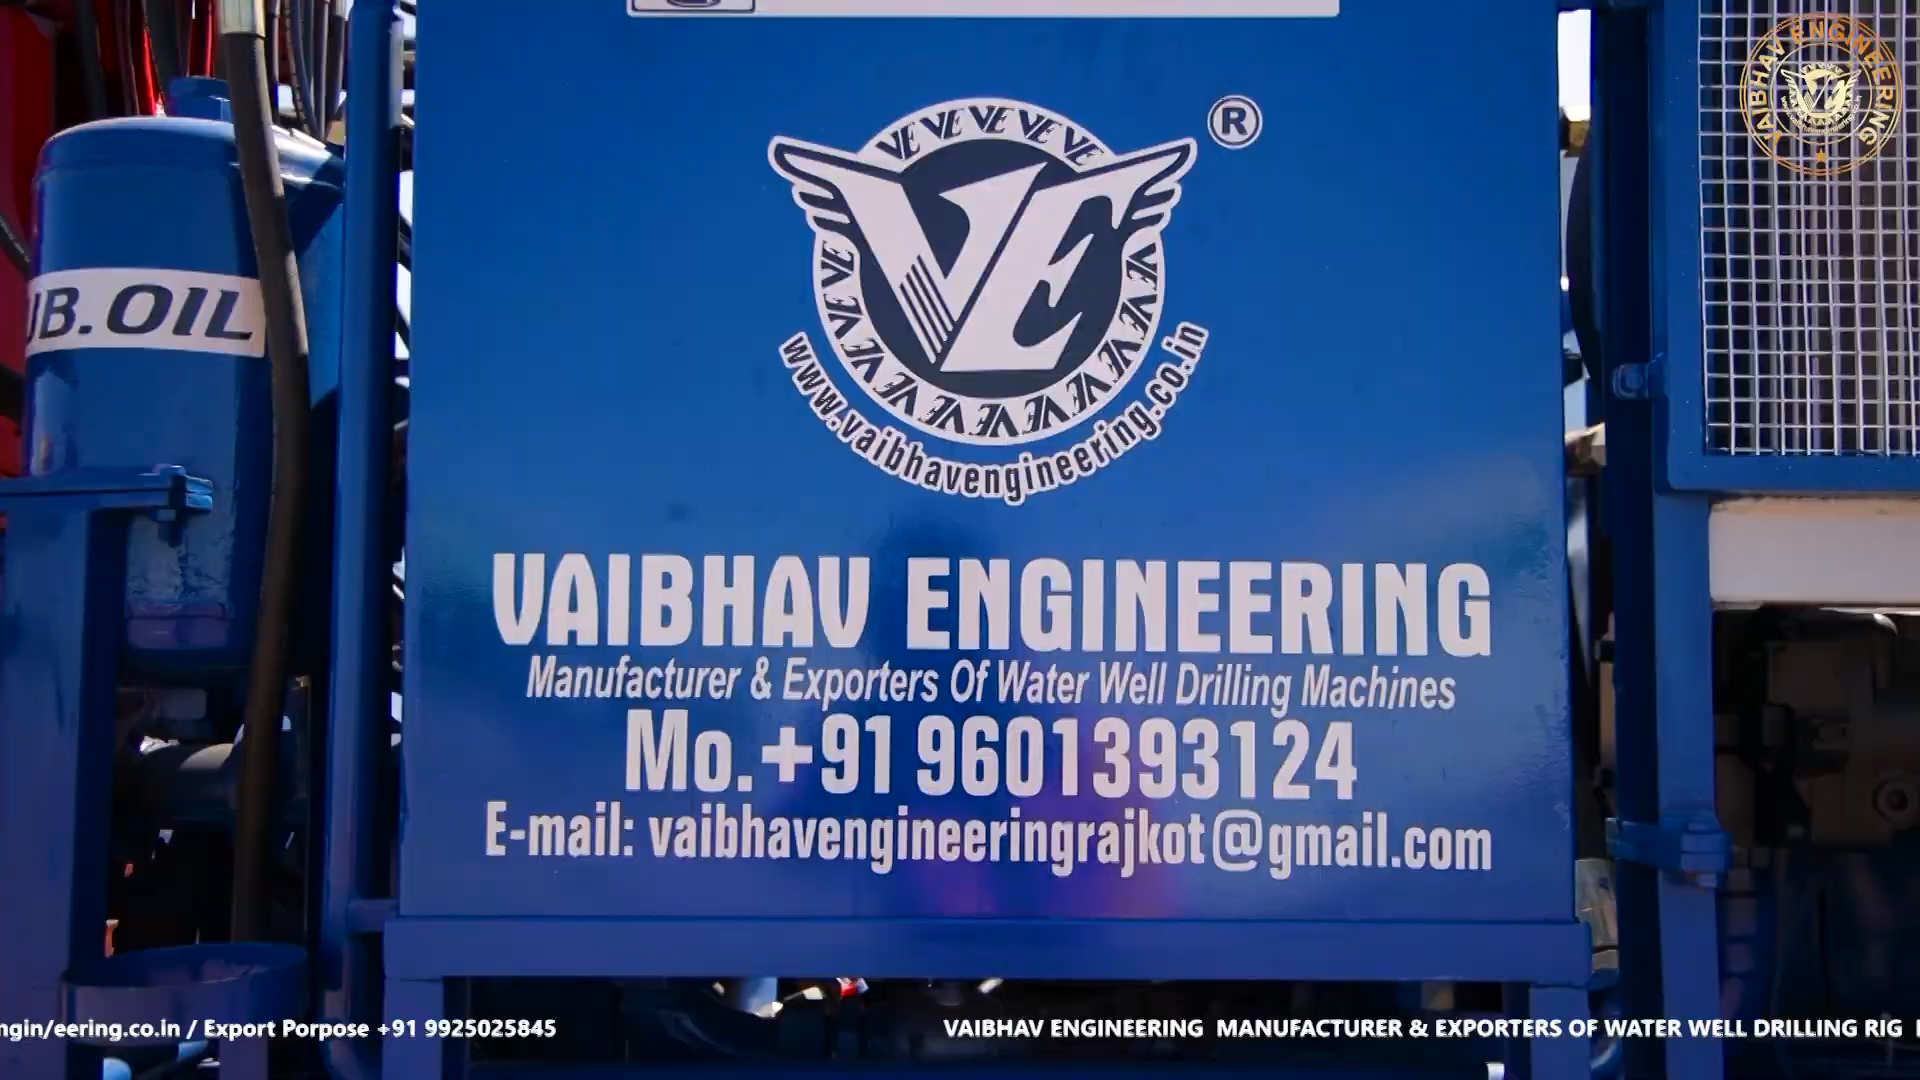 VAIBHAV ENGINEERING
VE VE VE VE VE
VE
®
www.vaibhavengineering.co.in
UB.OIL
VAIBHAV ENGINEERING
Manufacturer & Exporters Of Water Well Drilling Machines
Mo.+91 9601393124
E-mail: vaibhavengineeringrajkot@gmail.com
ngin/eering.co.in / Export Porpose +91 9925025845
VAIBHAV ENGINEERING MANUFACTURER & EXPORTERS OF WATER WELL DRILLING RIG